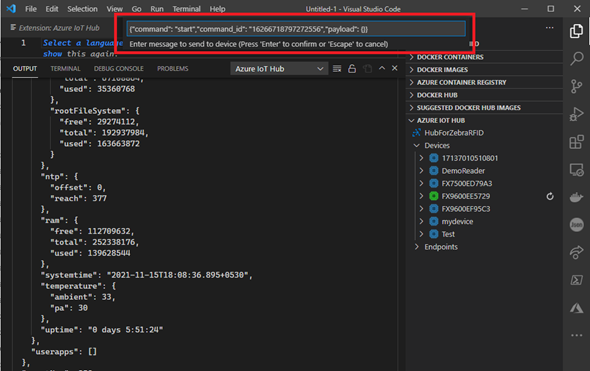 File Edit Selection View Go Run Terminal Help Untitled-1 - Visual Studio Code
Extension: Azure IoT Hub
{"command": "start","command_id": "16266718797272556","payload": {}}
Enter message to send to device (Press 'Enter' to confirm or 'Escape' to cancel)
1 Select a language
show this again.
OUTPUT TERMINAL DEBUG CONSOLE PROBLEMS Azure IoT Hub
"used": 35360768
},
"rootFileSystem": {
"free": 29274112,
"total": 192937984,
"used": 163663872
}
},
"ntp": {
"offset": 0,
"reach": 377
},
"ram": {
"free": 112709632,
"total": 252338176,
"used": 139628544
},
"systemtime": "2021-11-15T18:08:36.895+0530",
"temperature": {
"ambient": 33,
"pa": 30
},
"uptime": "0 days 5:51:24"
},
"userapps": []
},
DOCKER CONTAINERS
DOCKER IMAGES
AZURE CONTAINER REGISTRY
DOCKER HUB
SUGGESTED DOCKER HUB IMAGES
AZURE IOT HUB
HubForZebraRFID
Devices
17137010510801
DemoReader
FX7500ED79A3
FX9600EE5729
FX9600EF95C3
mydevice
Test
Endpoints